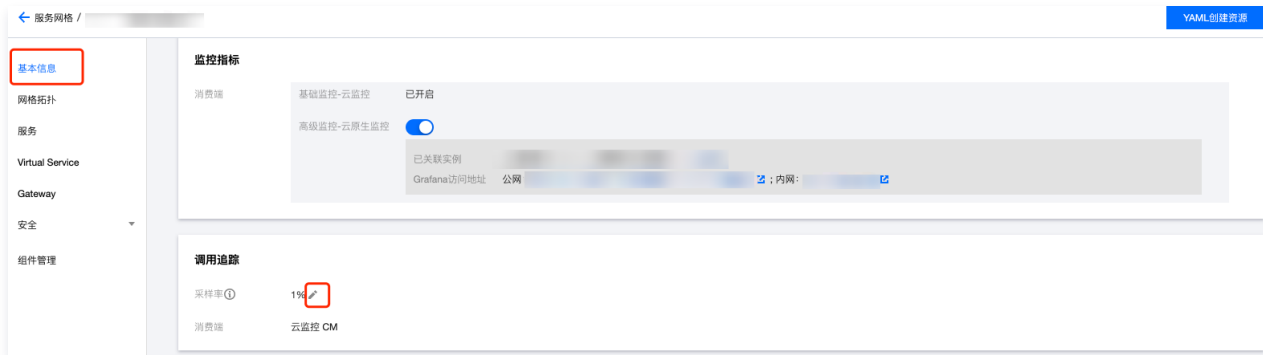 服务网格 /
YAML创建资源
基本信息
网格拓扑
服务
Virtual Service
Gateway
安全
组件管理
监控指标
消费端 基础监控-云监控 已开启
高级监控-云原生监控
已关联实例
Grafana访问地址 公网 ；内网：
调用追踪
采样率 1%
消费端 云监控 CM